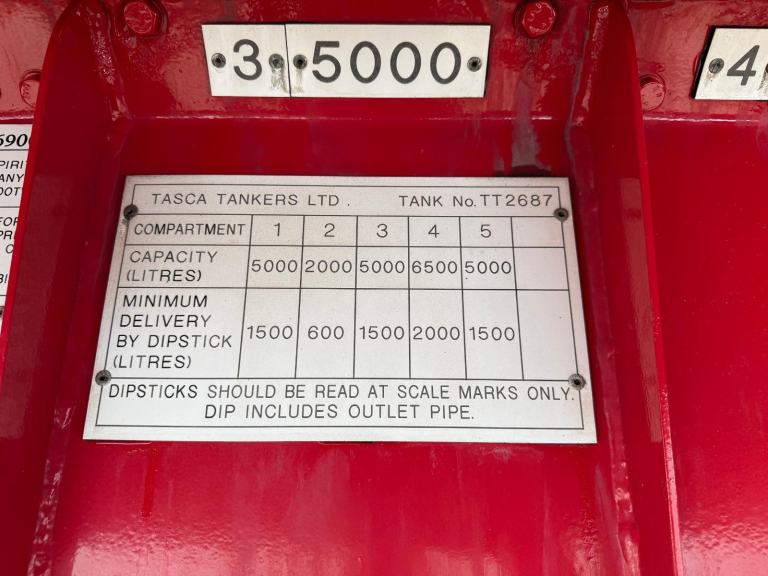 3 5000
4
TASCA TANKERS LTD. TANK No. TT2687
COMPARTMENT 1 2 3 4 5
CAPACITY (LITRES) 5000 2000 5000 6500 5000
MINIMUM DELIVERY BY DIPSTICK (LITRES) 1500 600 1500 2000 1500
DIPSTICKS SHOULD BE READ AT SCALE MARKS ONLY.
DIP INCLUDES OUTLET PIPE.